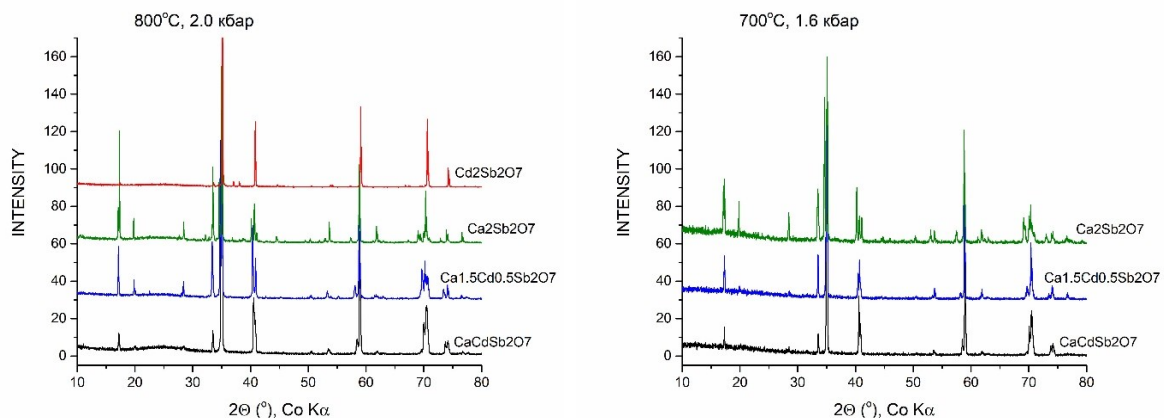 800°C, 2.0 кбар
160
140
120
100
80
60
40
20
0
INTENSITY
Cd2Sb2O7
Ca2Sb2O7
Ca1.5Cd0.5Sb2O7
CaCdSb2O7
10 20 30 40 50 60 70 80
2Θ (°), Co Kα
700°C, 1.6 кбар
160
140
120
100
80
60
40
20
0
INTENSITY
Ca2Sb2O7
Ca1.5Cd0.5Sb2O7
CaCdSb2O7
10 20 30 40 50 60 70 80
2Θ (°), Co Kα